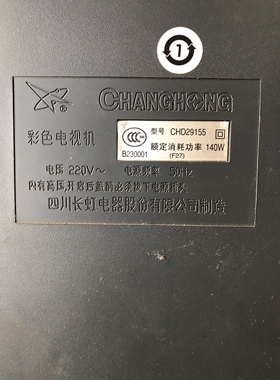 7
CHANGHONG
彩色电视机
CCC
型号 CHD29155
额定消耗功率 140W
B230001
(F27)
电压 220V~ 电源频率 50Hz
内有高压,开启后盖前必须拔下电源插头
四川长虹电器股份有限公司制造